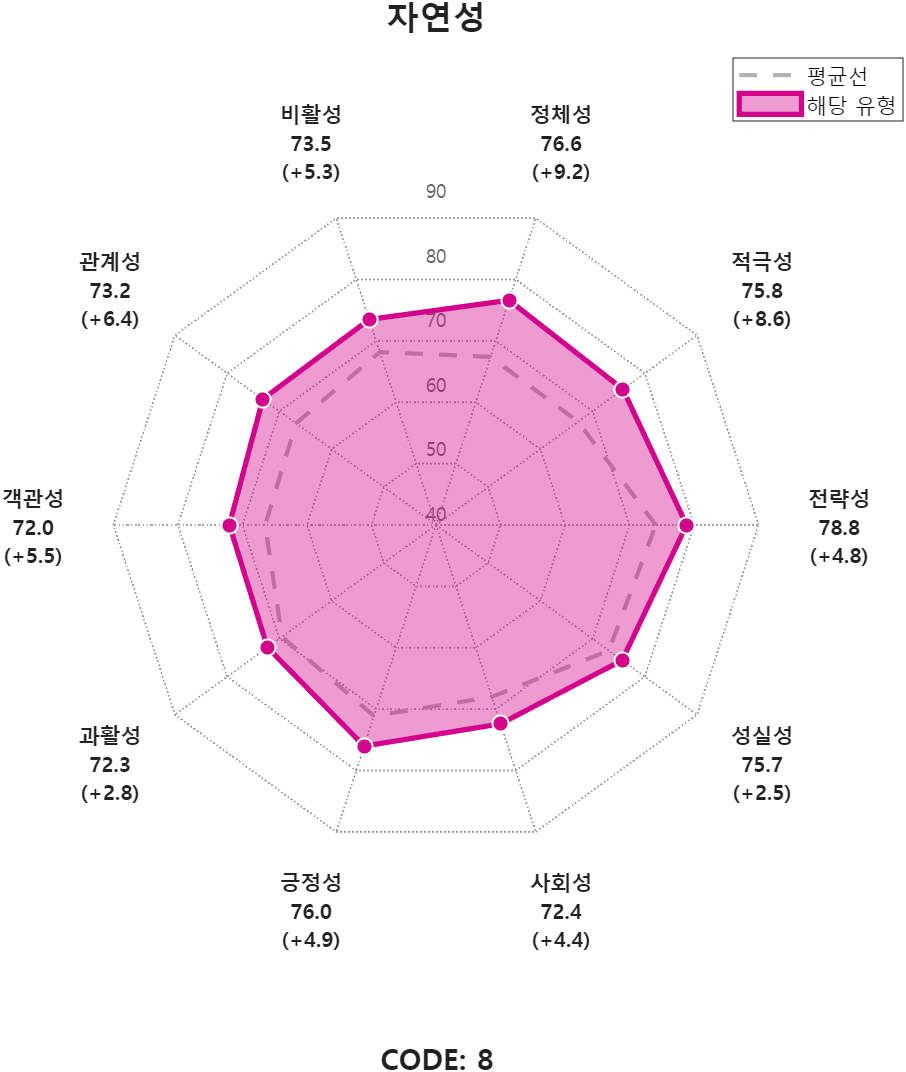 자연성
평균선
해당 유형
비활성
73.5
(+5.3)
정체성
76.6
(+9.2)
90
80
70
60
50
40
관계성
73.2
(+6.4)
적극성
75.8
(+8.6)
객관성
72.0
(+5.5)
전략성
78.8
(+4.8)
과활성
72.3
(+2.8)
성실성
75.7
(+2.5)
긍정성
76.0
(+4.9)
사회성
72.4
(+4.4)
CODE: 8